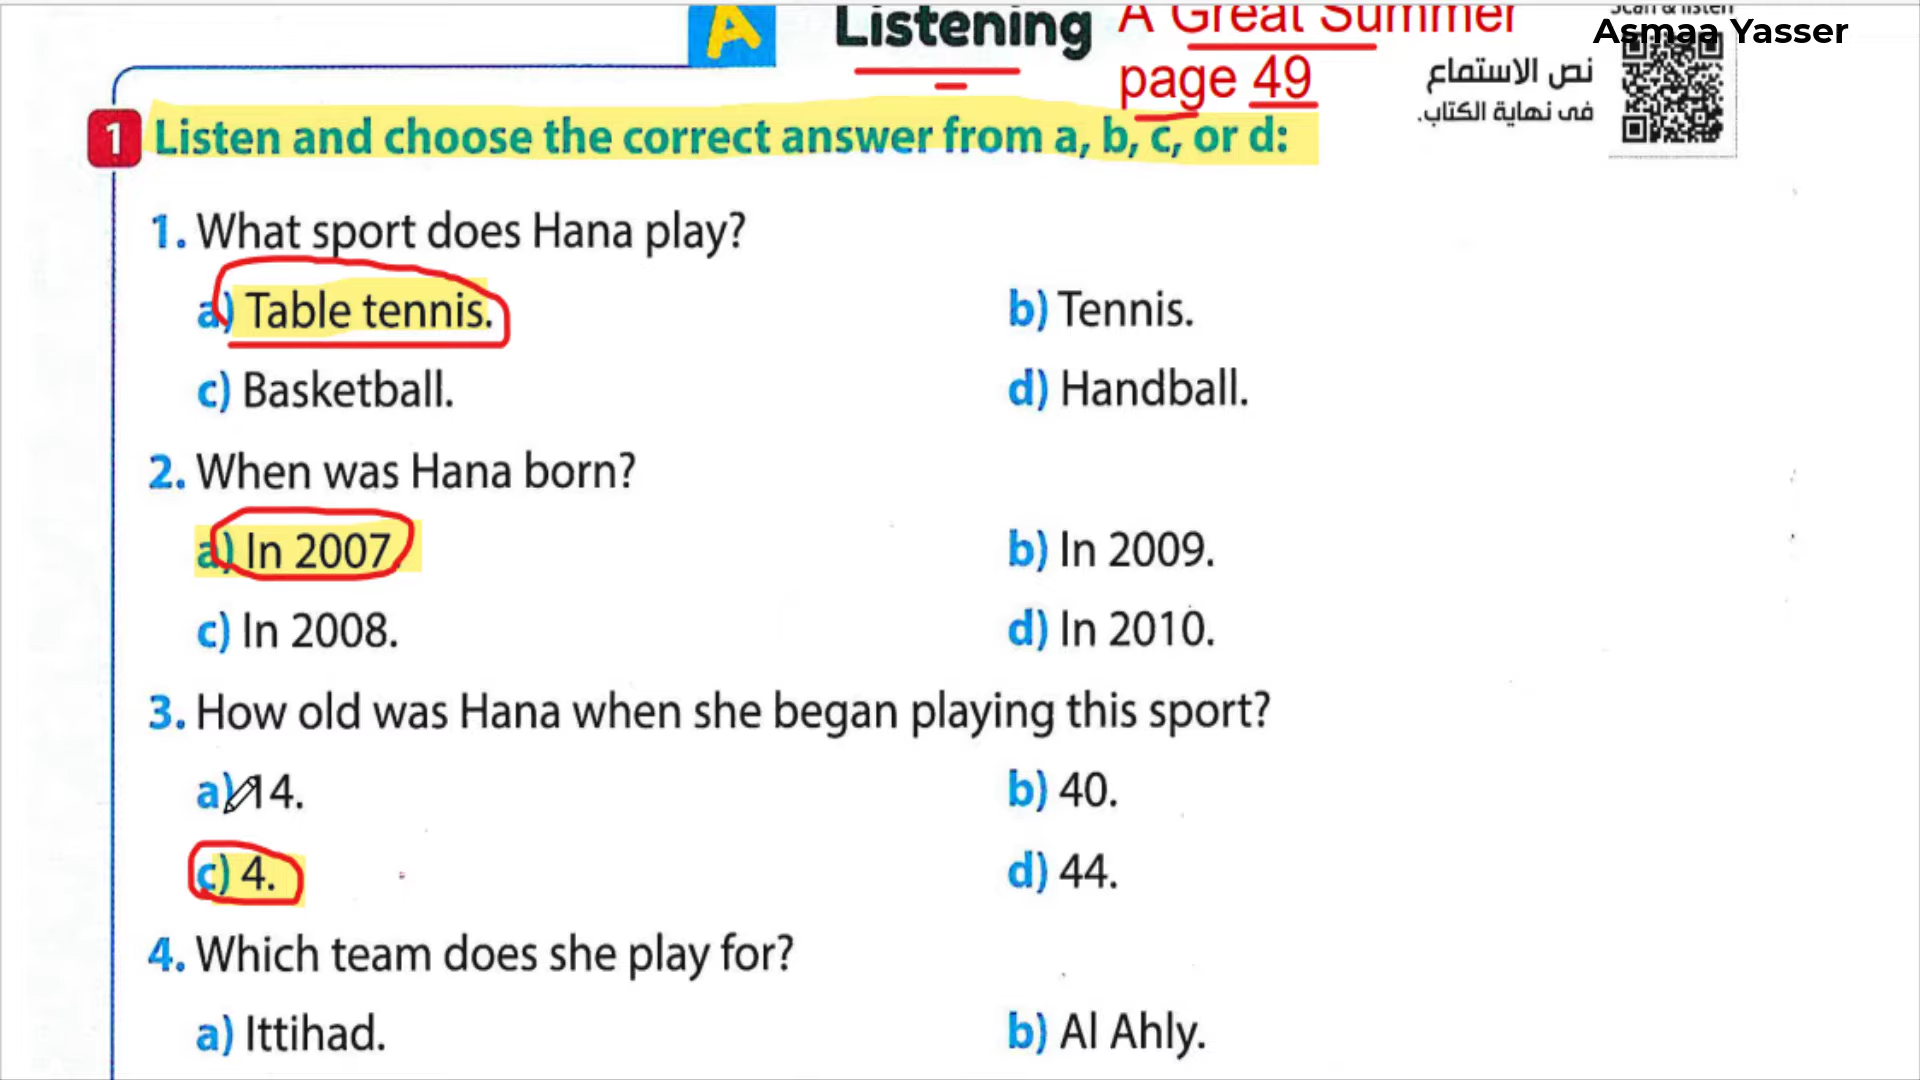 A
Listening
A Great Summer
page 49
Scan & listen
Asmaa Yasser
نص الاستماع
فى نهاية الكتاب.
1 Listen and choose the correct answer from a, b, c, or d:
1. What sport does Hana play?
a) Table tennis. b) Tennis.
c) Basketball. d) Handball.
2. When was Hana born?
a) In 2007. b) In 2009.
c) In 2008. d) In 2010.
3. How old was Hana when she began playing this sport?
a) 14. b) 40.
c) 4. d) 44.
4. Which team does she play for?
a) Ittihad. b) Al Ahly.